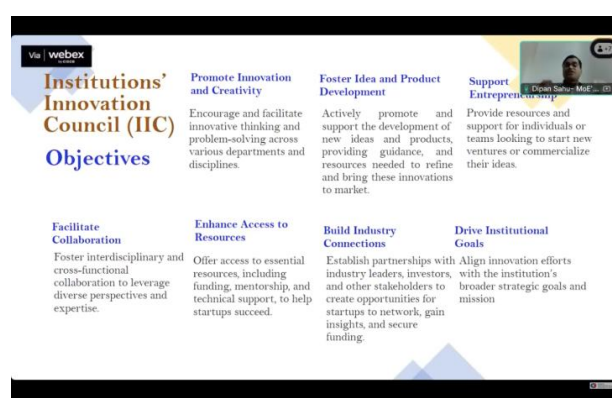 Via webex
by CISCO
+7
Dipan Sahu- MoE'...
Institutions'
Innovation
Council (IIC)
Objectives
Promote Innovation
and Creativity
Encourage and facilitate
innovative thinking and
problem-solving across
various departments and
disciplines.
Foster Idea and Product
Development
Actively promote and
support the development of
new ideas and products,
providing guidance, and
resources needed to refine
and bring these innovations
to market.
Support
Entrepreneurship
Provide resources and
support for individuals or
teams looking to start new
ventures or commercialize
their ideas.
Facilitate
Collaboration
Foster interdisciplinary and
cross-functional
collaboration to leverage
diverse perspectives and
expertise.
Enhance Access to
Resources
Offer access to essential
resources, including
funding, mentorship, and
technical support, to help
startups succeed.
Build Industry
Connections
Establish partnerships with
industry leaders, investors,
and other stakeholders to
create opportunities for
startups to network, gain
insights, and secure
funding.
Drive Institutional
Goals
Align innovation efforts
with the institution's
broader strategic goals and
mission